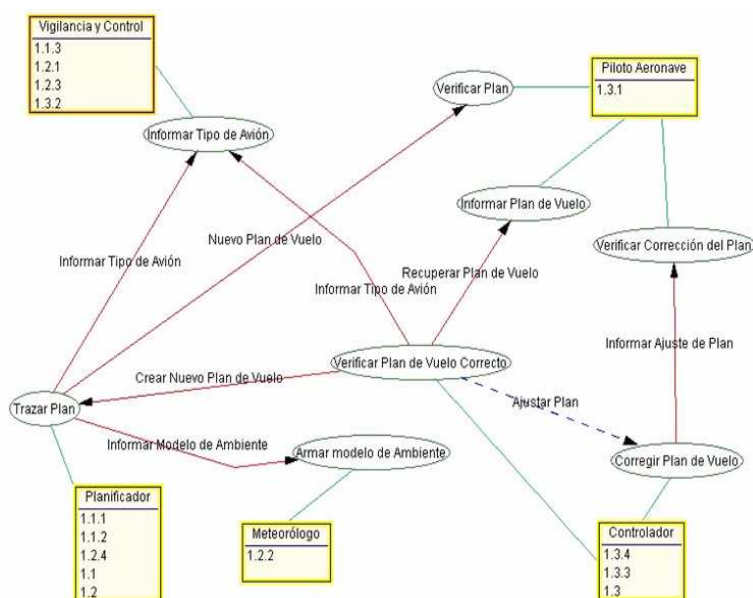 Vigilancia y Control
1.1.3
1.2.1
1.2.3
1.3.2
Piloto Aeronave
1.3.1
Verificar Plan
Informar Tipo de Avión
Informar Plan de Vuelo
Nuevo Plan de Vuelo
Verificar Corrección del Plan
Informar Tipo de Avión
Recuperar Plan de Vuelo
Informar Tipo de Avión
Informar Ajuste de Plan
Verificar Plan de Vuelo Correcto
Crear Nuevo Plan de Vuelo
Ajustar Plan
Trazar Plan
Informar Modelo de Ambiente
Armar modelo de Ambiente
Corregir Plan de Vuelo
Planificador
1.1.1
1.1.2
1.2.4
1.1
1.2
Meteorólogo
1.2.2
Controlador
1.3.4
1.3.3
1.3